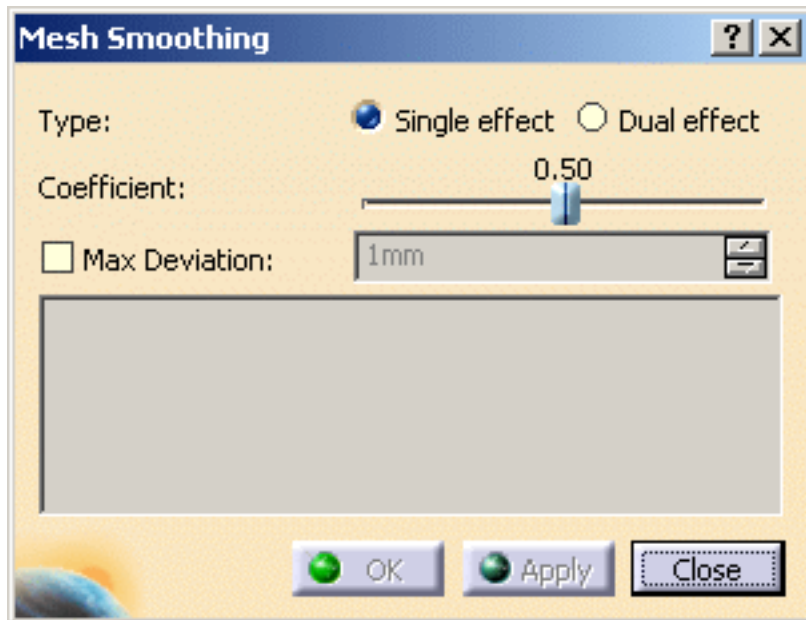 Mesh Smoothing ? X
Type: Single effect Dual effect
0.50
Coefficient:
Max Deviation: 1mm
OK Apply Close